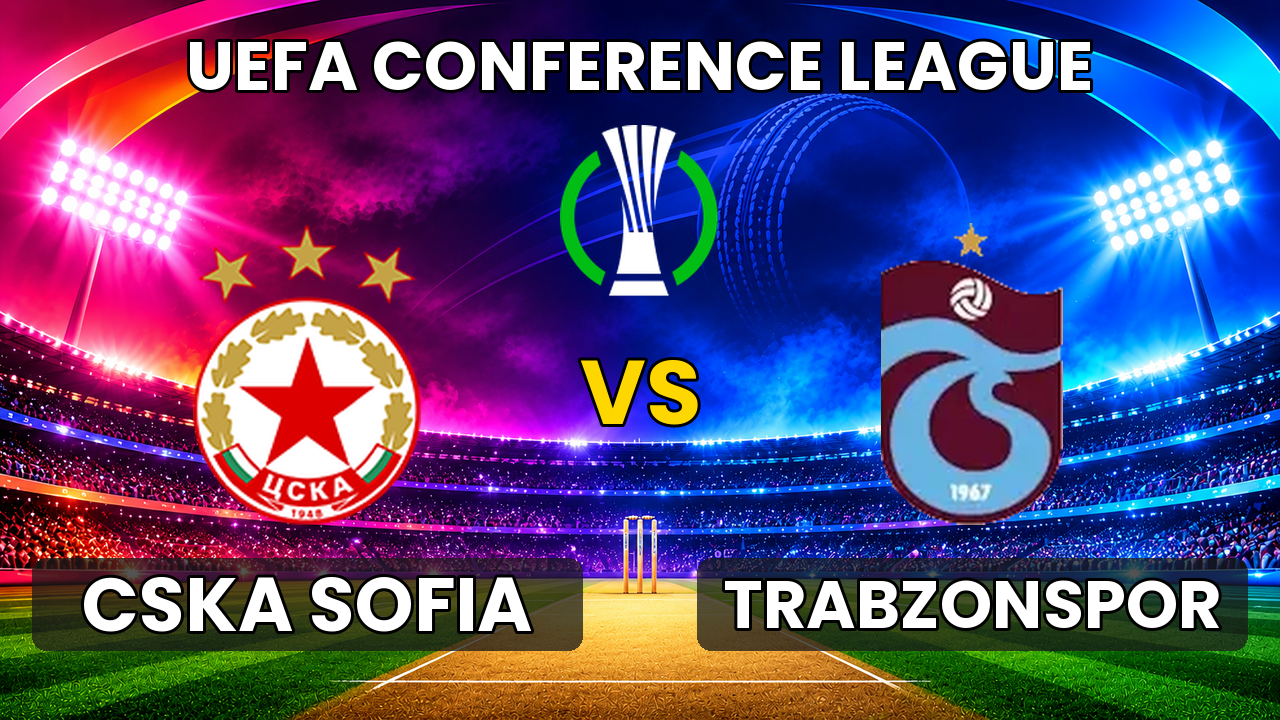 UEFA CONFERENCE LEAGUE
VS
ЦСКА
1948
1967
CSKA SOFIA
TRABZONSPOR